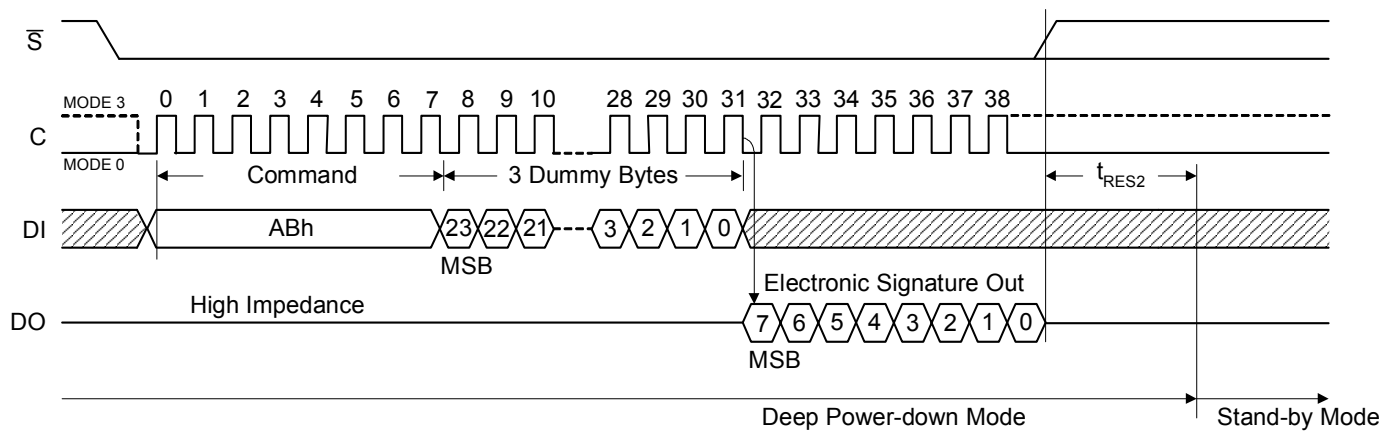 S̅
MODE 3 0 1 2 3 4 5 6 7 8 9 10 28 29 30 31 32 33 34 35 36 37 38
C
MODE 0
Command 3 Dummy Bytes tRES2
DI ABh 23 22 21 3 2 1 0
MSB
Electronic Signature Out
High Impedance
DO 7 6 5 4 3 2 1 0
MSB
Deep Power-down Mode Stand-by Mode